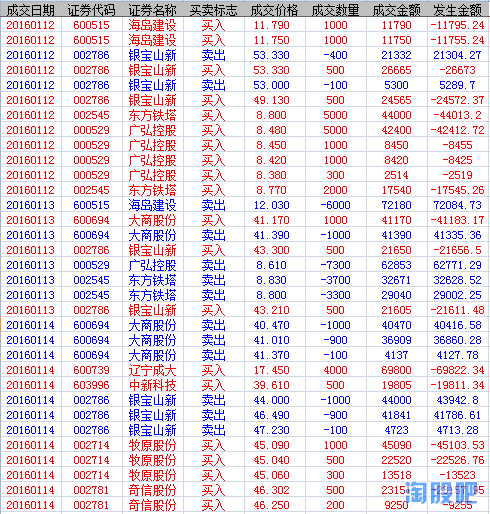 成交日期 证券代码 证券名称 买卖标志 成交价格 成交数量 成交金额 发生金额
20160112 600515 海岛建设 买入 11.790 1000 11790 -11795.24
20160112 600515 海岛建设 买入 11.750 1000 11750 -11755.24
20160112 002786 银宝山新 卖出 53.330 -400 21332 21304.27
20160112 002786 银宝山新 买入 53.330 500 26665 -26673
20160112 002786 银宝山新 卖出 53.000 -100 5300 5289.7
20160112 002786 银宝山新 买入 49.130 500 24565 -24572.37
20160112 002545 东方铁塔 买入 8.800 5000 44000 -44013.2
20160112 000529 广弘控股 买入 8.480 5000 42400 -42412.72
20160112 000529 广弘控股 买入 8.450 1000 8450 -8455
20160112 000529 广弘控股 买入 8.420 1000 8420 -8425
20160112 000529 广弘控股 买入 8.380 300 2514 -2519
20160112 002545 东方铁塔 买入 8.770 2000 17540 -17545.26
20160113 600515 海岛建设 卖出 12.030 -6000 72180 72084.73
20160113 600694 大商股份 买入 41.170 1000 41170 -41183.17
20160113 600694 大商股份 卖出 41.390 -1000 41390 41335.36
20160113 002786 银宝山新 买入 43.300 500 21650 -21656.5
20160113 000529 广弘控股 卖出 8.610 -7300 62853 62771.29
20160113 002545 东方铁塔 卖出 8.830 -3700 32671 32628.52
20160113 002545 东方铁塔 卖出 8.800 -3300 29040 29002.25
20160113 002786 银宝山新 买入 43.210 500 21605 -21611.48
20160114 600694 大商股份 卖出 40.470 -1000 40470 40416.58
20160114 600694 大商股份 卖出 41.010 -900 36909 36860.28
20160114 600694 大商股份 卖出 41.370 -100 4137 4127.78
20160114 600739 辽宁成大 买入 17.450 4000 69800 -69822.34
20160114 603996 中新科技 买入 39.610 500 19805 -19811.34
20160114 002786 银宝山新 卖出 44.000 -1000 44000 43942.8
20160114 002786 银宝山新 卖出 46.490 -900 41841 41786.61
20160114 002786 银宝山新 卖出 47.230 -100 4723 4713.28
20160114 002714 牧原股份 买入 45.090 1000 45090 -45103.53
20160114 002714 牧原股份 买入 45.040 500 22520 -22526.76
20160114 002714 牧原股份 买入 45.060 300 13518 -13523
20160114 002781 奇信股份 买入 46.302 500
20160114 002781 奇信股份 买入 46.250 200 9250 -9255
淘股吧